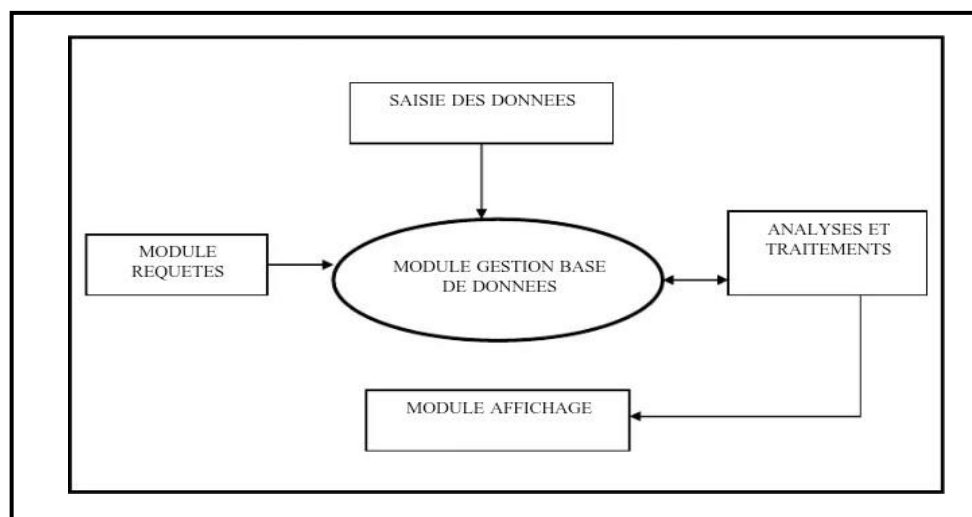 SAISIE DES DONNEES
MODULE
REQUETES
MODULE GESTION BASE
DE DONNEES
ANALYSES ET
TRAITEMENTS
MODULE AFFICHAGE